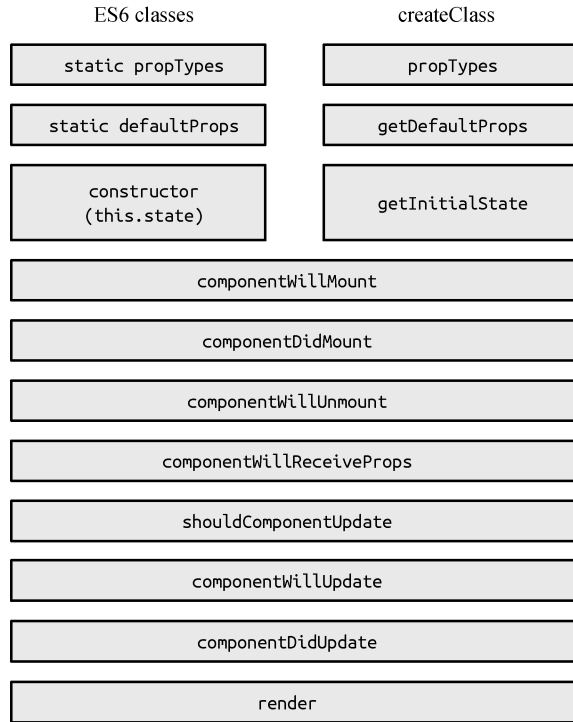 ES6 classes createClass
static propTypes propTypes
static defaultProps getDefaultProps
constructor
(this.state)
getInitialState
componentWillMount
componentDidMount
componentWillUnmount
componentWillReceiveProps
shouldComponentUpdate
componentWillUpdate
componentDidUpdate
render